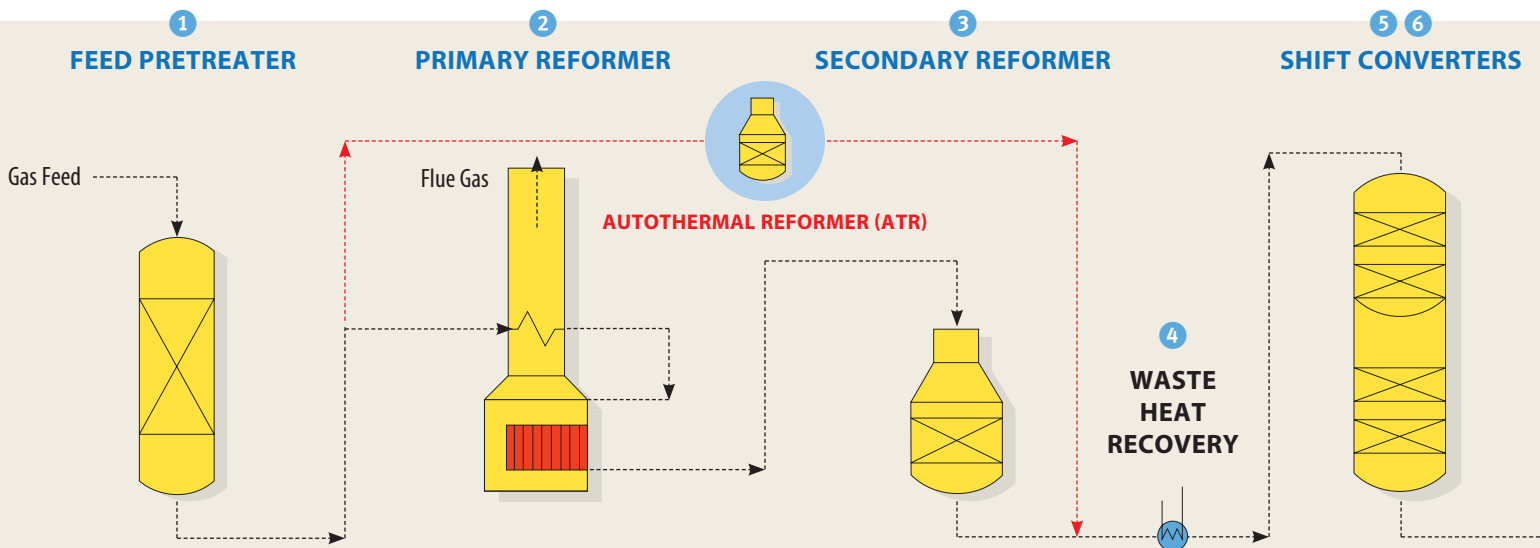 1
FEED PRETREATER
2
PRIMARY REFORMER
3
SECONDARY REFORMER
5 6
SHIFT CONVERTERS
Gas Feed
Flue Gas
AUTOTHERMAL REFORMER (ATR)
4
WASTE
HEAT
RECOVERY